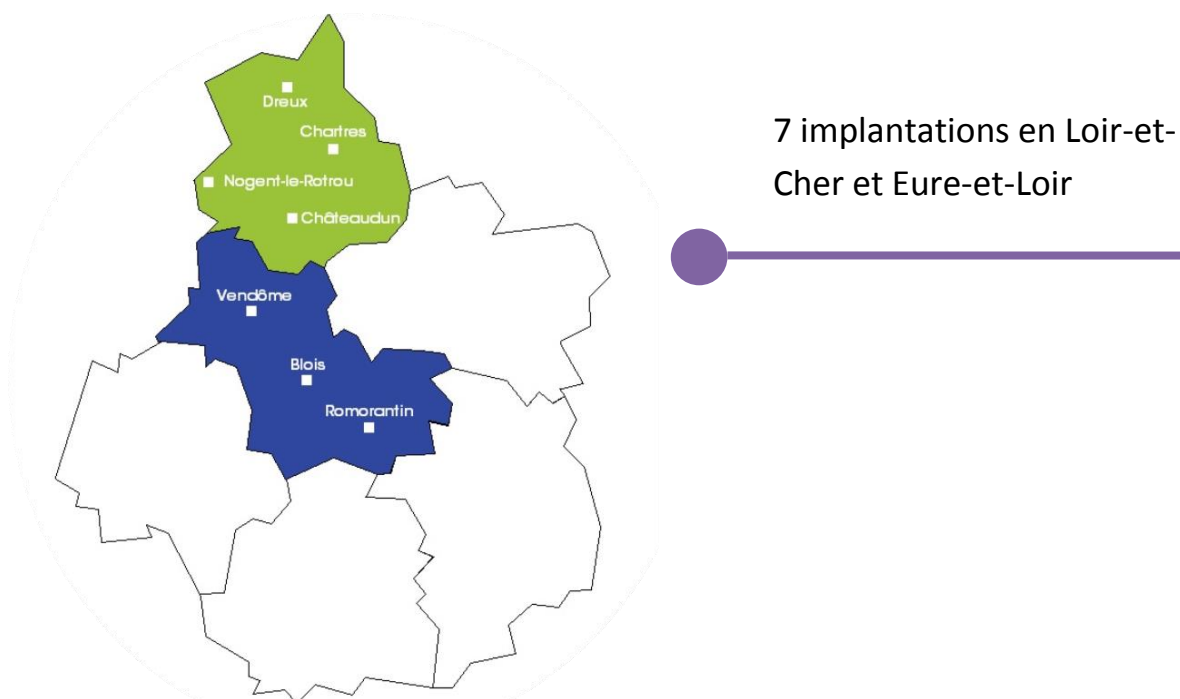 Dreux
Chartres
Nogent-le-Rotrou
Châteaudun
Vendôme
Blois
Romorantin
7 implantations en Loir-et-
Cher et Eure-et-Loir